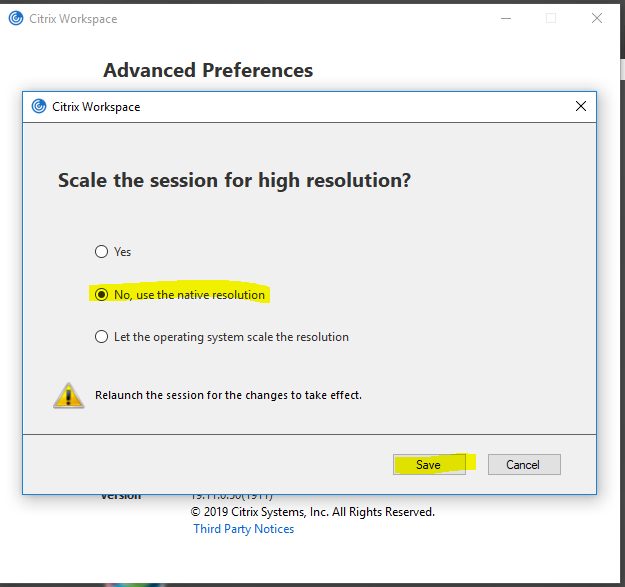 Citrix Workspace
Advanced Preferences
Citrix Workspace
Scale the session for high resolution?
Yes
No, use the native resolution
Let the operating system scale the resolution
Relaunch the session for the changes to take effect.
Save
Cancel
Version
19.11.0.50(1911)
© 2019 Citrix Systems, Inc. All Rights Reserved.
Third Party Notices